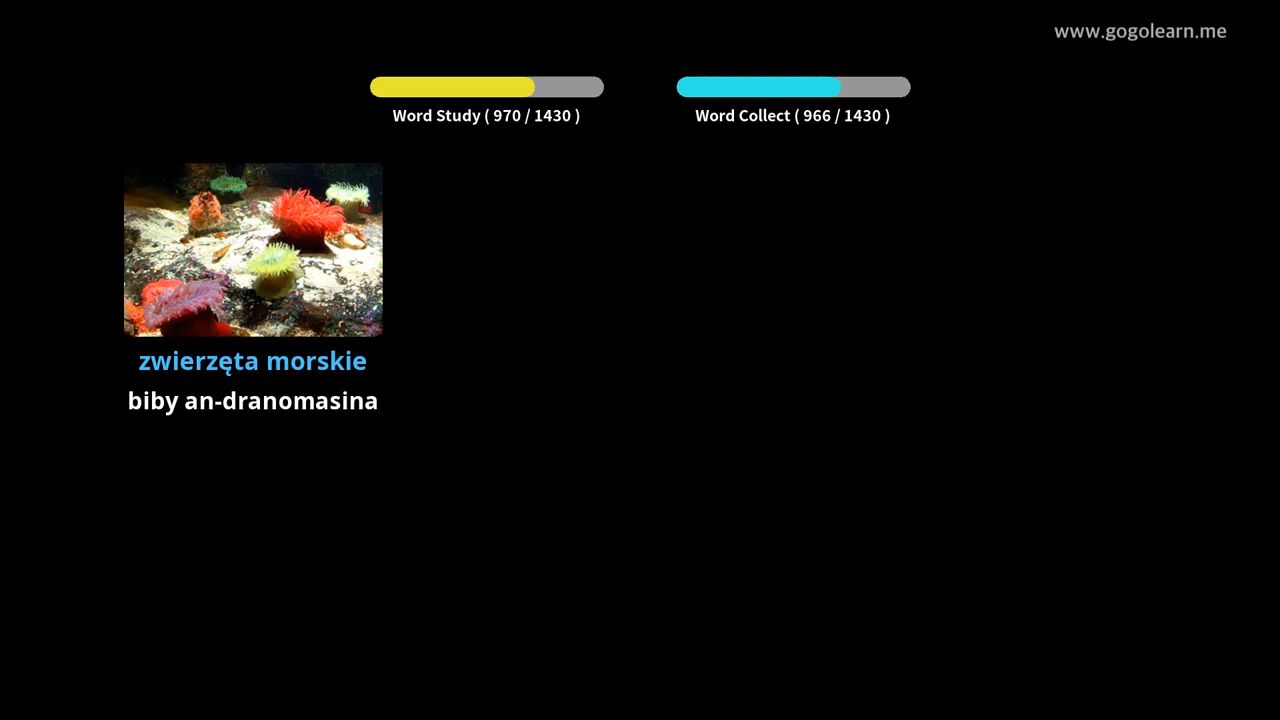 www.gogolearn.me
Word Study ( 970 / 1430 )
Word Collect ( 966 / 1430 )
zwierzęta morskie
biby an-dranomasina